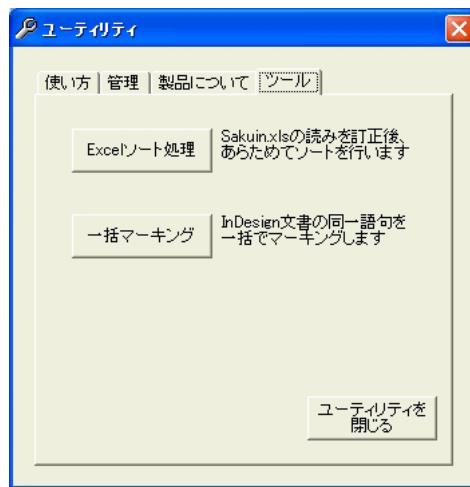 ユーティリティ
使い方 管理 製品について ツール
Excelソート処理
Sakuin.xlsの読みを訂正後、
あらためてソートを行います
一括マーキング
InDesign文書の同一語句を
一括でマーキングします
ユーティリティを
閉じる